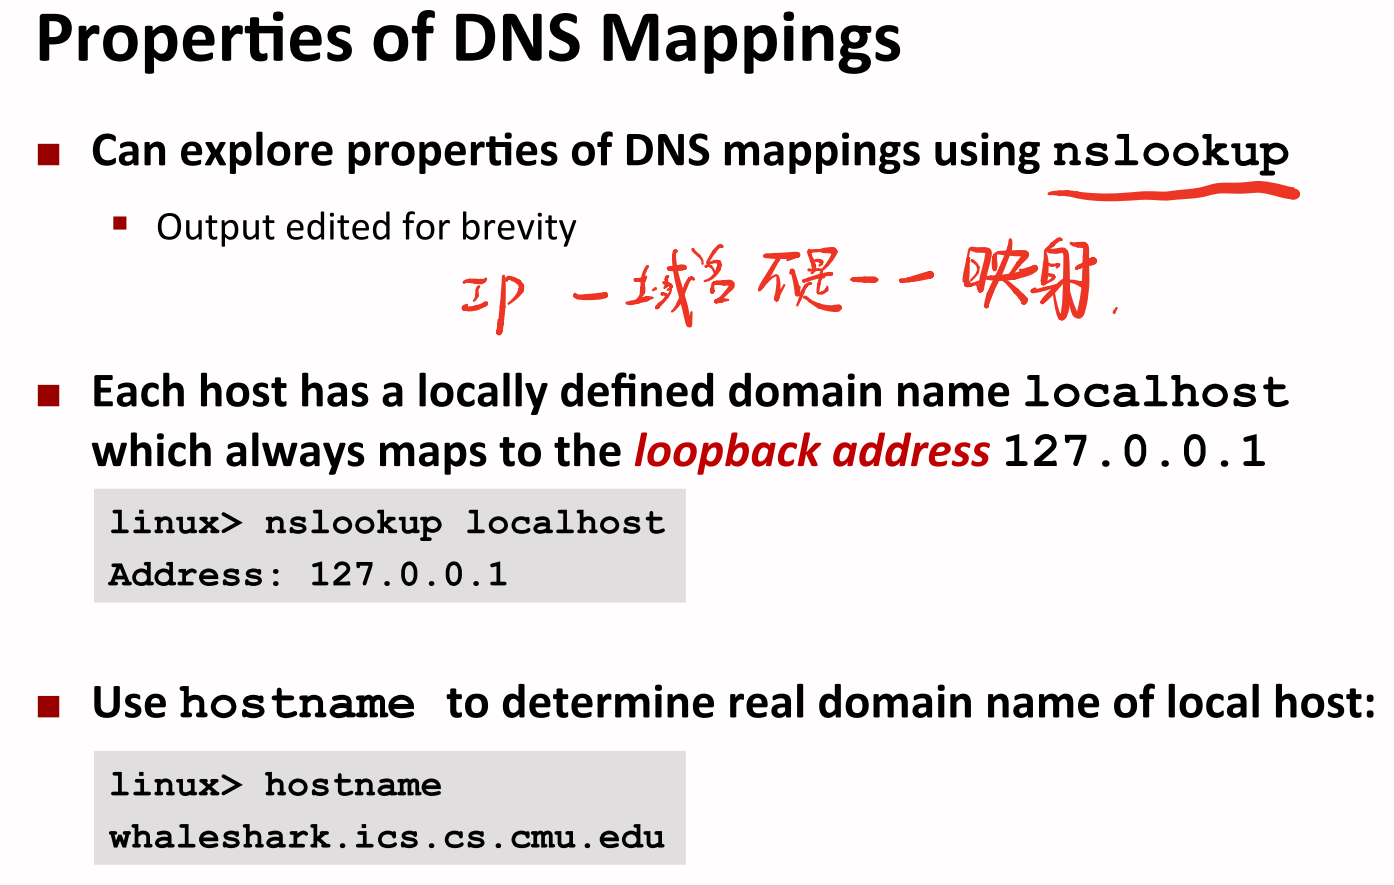 Properties of DNS Mappings
■ Can explore properties of DNS mappings using nslookup
▪ Output edited for brevity
IP - 域名 不是一一映射.
■ Each host has a locally defined domain name localhost
which always maps to the loopback address 127.0.0.1
linux> nslookup localhost
Address: 127.0.0.1
■ Use hostname to determine real domain name of local host:
linux> hostname
whaleshark.ics.cs.cmu.edu